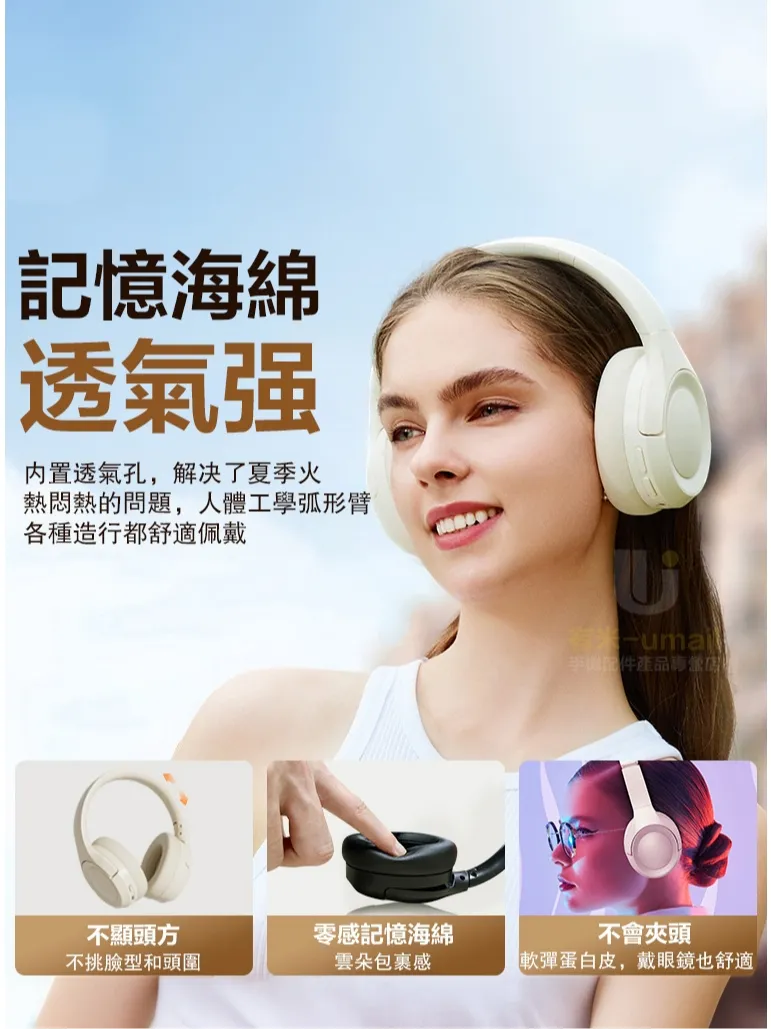 記憶海綿
透氣强
内置透氣孔，解决了夏季火
熱悶熱的問題，人體工學弧形臂
各種造行都舒適佩戴
-umai
不顯頭方
不挑臉型和頭圍
零感記憶海綿
雲朵包裹感
不會夾頭
軟彈蛋白皮，戴眼鏡也舒適